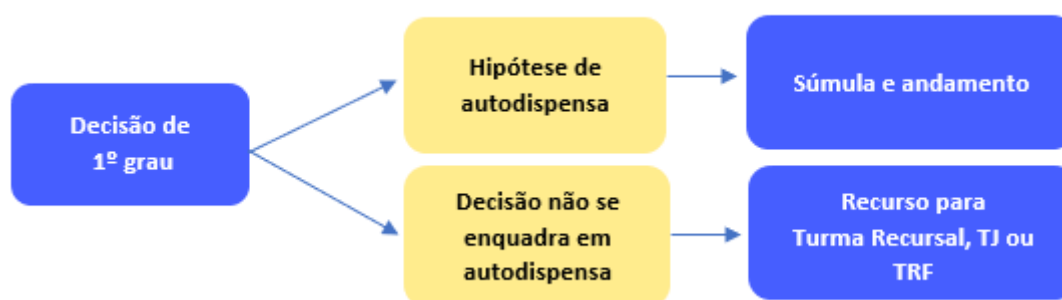 Decisão de
1º grau
Hipótese de
autodispensa
Súmula e andamento
Decisão não se
enquadra em
autodispensa
Recurso para
Turma Recursal, TJ ou
TRF